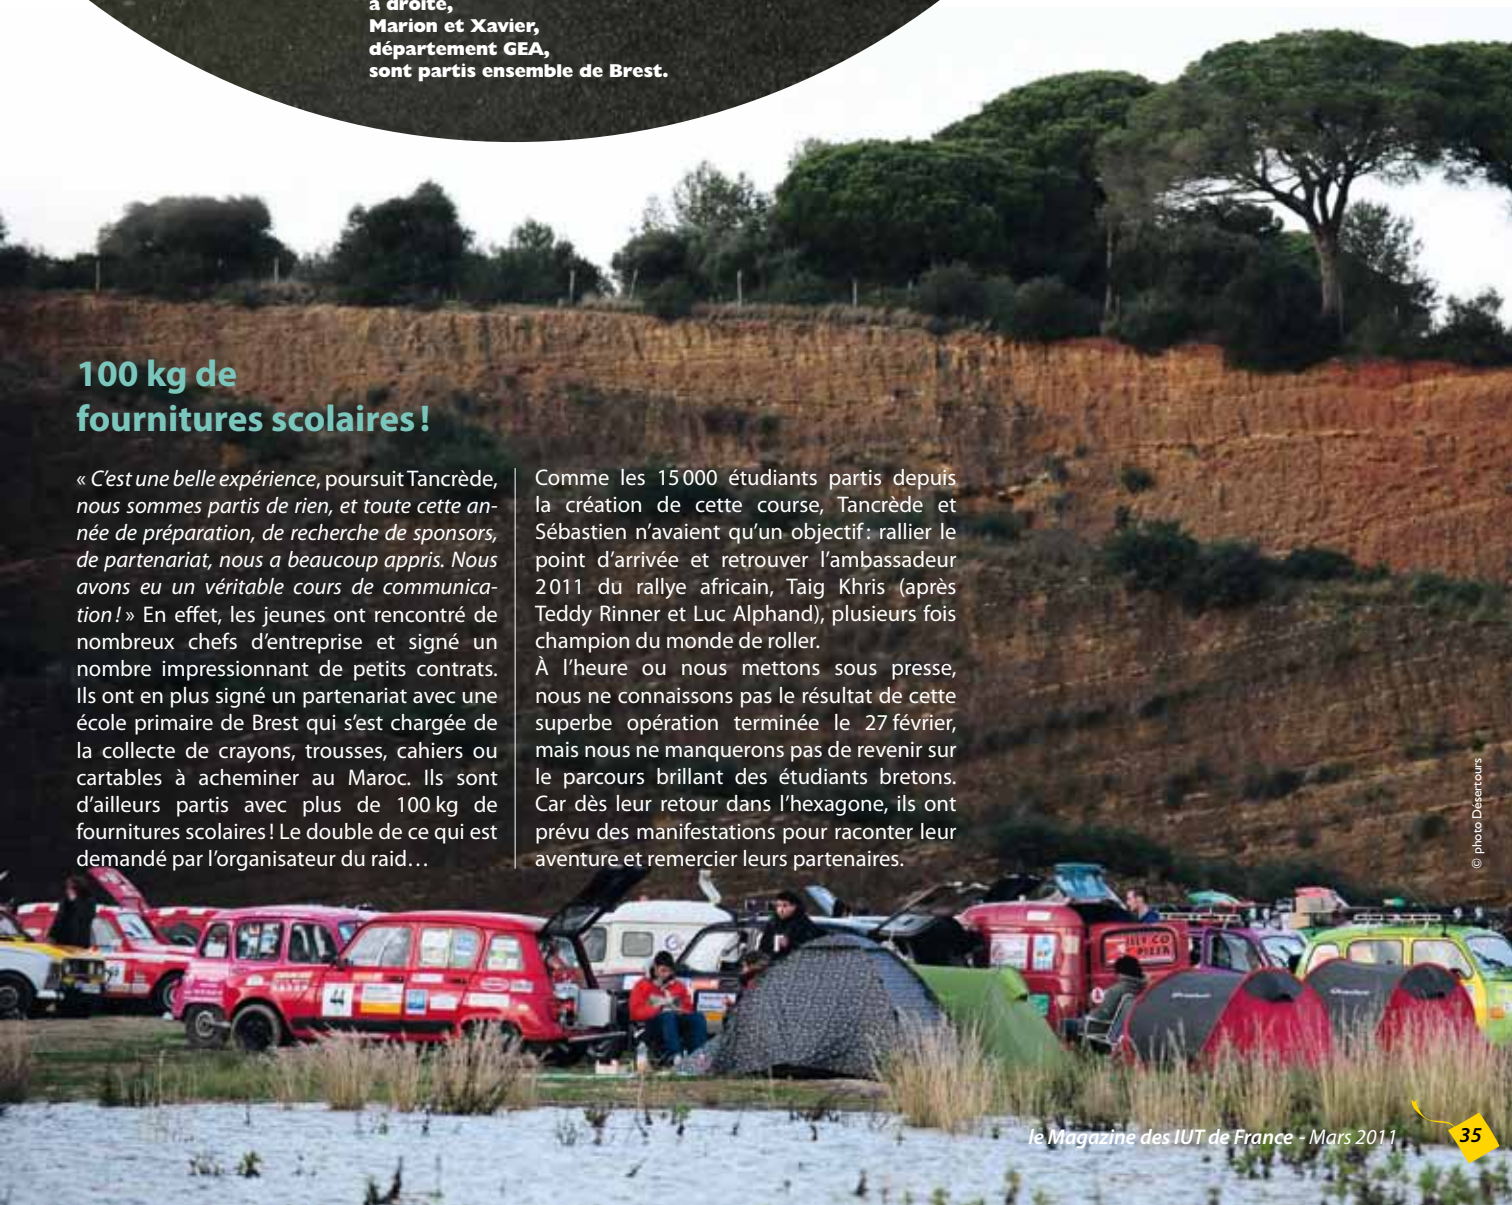 à droite,
Marion et Xavier,
département GEA,
sont partis ensemble de Brest.
100 kg de
fournitures scolaires !
« C’est une belle expérience, poursuit Tancrède,
nous sommes partis de rien, et toute cette an-
née de préparation, de recherche de sponsors,
de partenariat, nous a beaucoup appris. Nous
avons eu un véritable cours de communica-
tion ! » En effet, les jeunes ont rencontré de
nombreux chefs d’entreprise et signé un
nombre impressionnant de petits contrats.
Ils ont en plus signé un partenariat avec une
école primaire de Brest qui s’est chargée de
la collecte de crayons, trousses, cahiers ou
cartables à acheminer au Maroc. Ils sont
d’ailleurs partis avec plus de 100 kg de
fournitures scolaires ! Le double de ce qui est
demandé par l’organisateur du raid…
Comme les 15 000 étudiants partis depuis
la création de cette course, Tancrède et
Sébastien n’avaient qu’un objectif : rallier le
point d’arrivée et retrouver l’ambassadeur
2011 du rallye africain, Taig Khris (après
Teddy Rinner et Luc Alphand), plusieurs fois
champion du monde de roller.
À l’heure ou nous mettons sous presse,
nous ne connaissons pas le résultat de cette
superbe opération terminée le 27 février,
mais nous ne manquerons pas de revenir sur
le parcours brillant des étudiants bretons.
Car dès leur retour dans l’hexagone, ils ont
prévu des manifestations pour raconter leur
aventure et remercier leurs partenaires.
© photo Désertours
44
PIZZA
le Magazine des IUT de France - Mars 2011
35